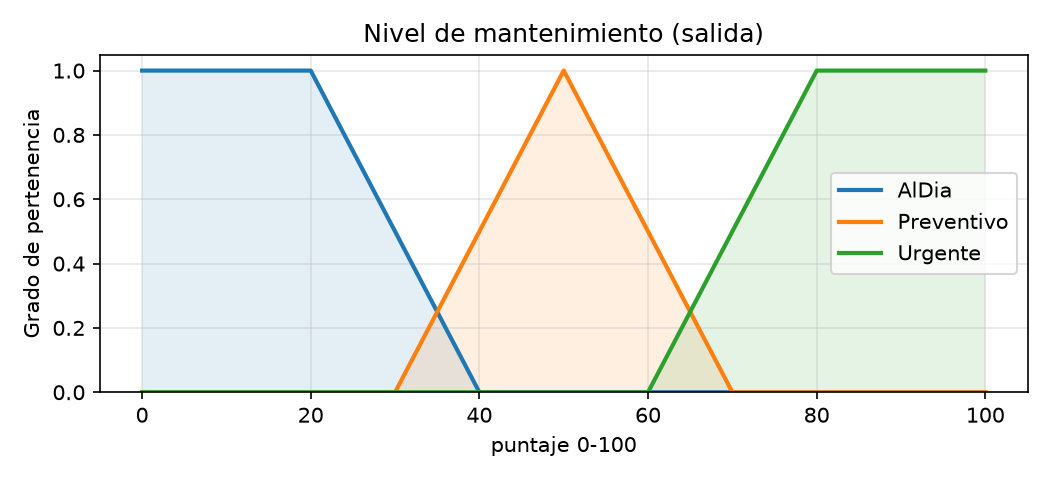 Nivel de mantenimiento (salida)
Grado de pertenencia
1.0
0.8
0.6
0.4
0.2
0.0
AlDia
Preventivo
Urgente
0 20 40 60 80 100
puntaje 0-100